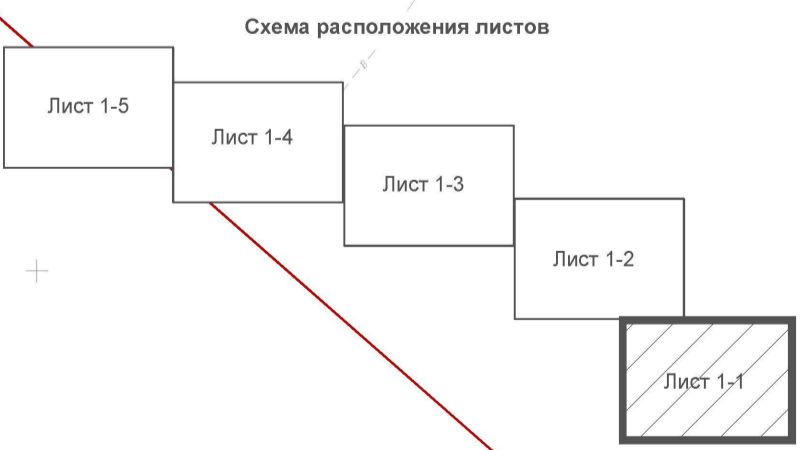 Схема расположения листов
В
Лист 1-5
Лист 1-4
Лист 1-3
Лист 1-2
Лист 1-1